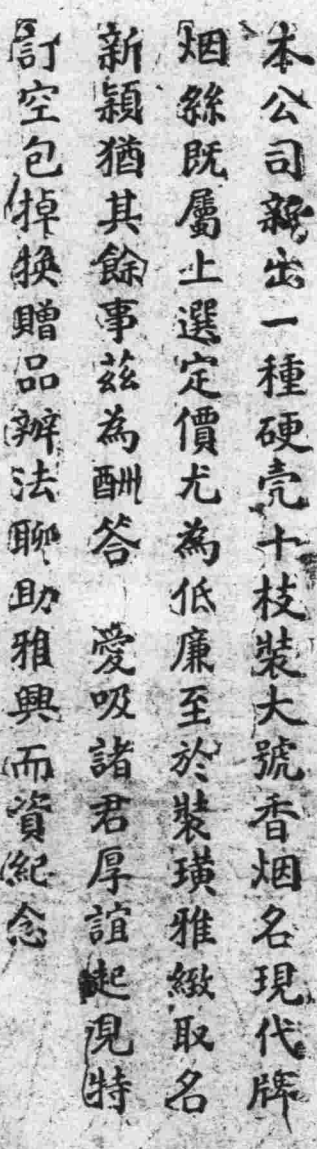 本公司新出一種硬壳十枝裝大號香烟名現代牌
烟絲既屬上選定價尤為低廉至於裝璜雅緻取名
新穎猶其餘事茲為酬答　愛吸諸君厚誼起見特
訂空包掉換贈品辦法聊助雅興而資紀念